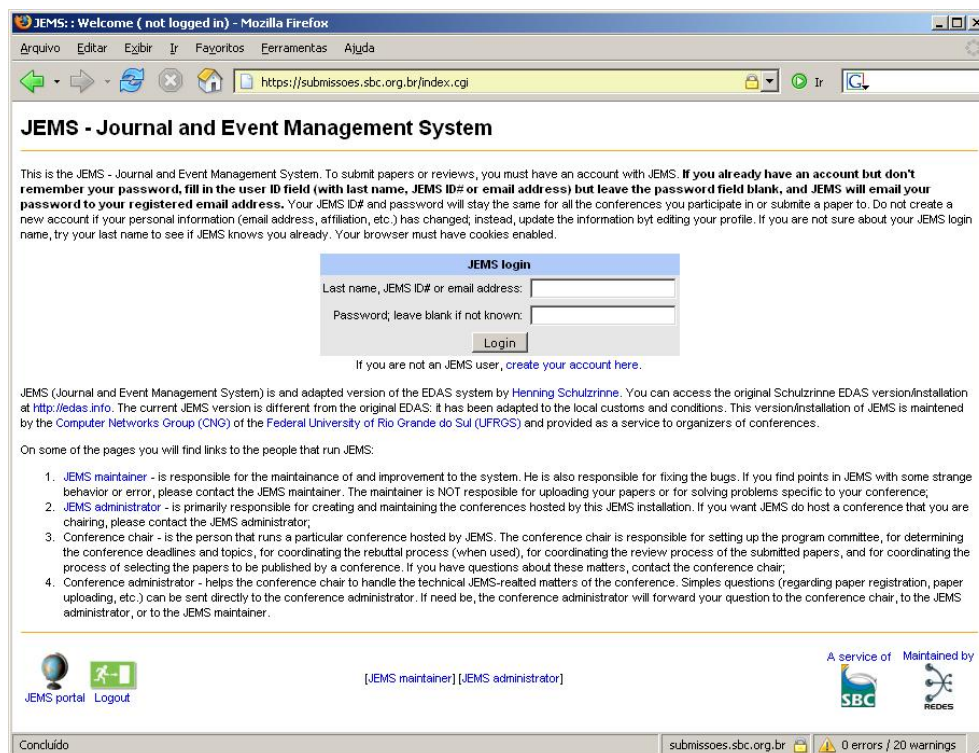 JEMS: : Welcome ( not logged in) - Mozilla Firefox
Arquivo Editar Exibir Ir Favoritos Ferramentas Ajuda
https://submissoes.sbc.org.br/index.cgi Ir G
JEMS - Journal and Event Management System
This is the JEMS - Journal and Event Management System. To submit papers or reviews, you must have an account with JEMS. If you already have an account but don't
remember your password, fill in the user ID field (with last name, JEMS ID# or email address) but leave the password field blank, and JEMS will email your
password to your registered email address. Your JEMS ID# and password will stay the same for all the conferences you participate in or submite a paper to. Do not create a
new account if your personal information (email address, affiliation, etc.) has changed; instead, update the information byt editing your profile. If you are not sure about your JEMS login
name, try your last name to see if JEMS knows you already. Your browser must have cookies enabled.
JEMS login
Last name, JEMS ID# or email address:
Password; leave blank if not known:
Login
If you are not an JEMS user, create your account here.
JEMS (Journal and Event Management System) is and adapted version of the EDAS system by Henning Schulzrinne. You can access the original Schulzrinne EDAS version/installation
at http://edas.info. The current JEMS version is different from the original EDAS: it has been adapted to the local customs and conditions. This version/installation of JEMS is maintened
by the Computer Networks Group (CNG) of the Federal University of Rio Grande do Sul (UFRGS) and provided as a service to organizers of conferences.
On some of the pages you will find links to the people that run JEMS:
1. JEMS maintainer - is responsible for the maintainance of and improvement to the system. He is also responsible for fixing the bugs. If you find points in JEMS with some strange
behavior or error, please contact the JEMS maintainer. The maintainer is NOT resposible for uploading your papers or for solving problems specific to your conference;
2. JEMS administrator - is primarily responsible for creating and maintaining the conferences hosted by this JEMS installation. If you want JEMS do host a conference that you are
chairing, please contact the JEMS administrator;
3. Conference chair - is the person that runs a particular conference hosted by JEMS. The conference chair is responsible for setting up the program committee, for determining
the conference deadlines and topics, for coordinating the rebuttal process (when used), for coordinating the review process of the submitted papers, and for coordinating the
process of selecting the papers to be published by a conference. If you have questions about these matters, contact the conference chair;
4. Conference administrator - helps the conference chair to handle the technical JEMS-realted matters of the conference. Simples questions (regarding paper registration, paper
uploading, etc.) can be sent directly to the conference administrator. If need be, the conference administrator will forward your question to the conference chair, to the JEMS
administrator, or to the JEMS maintainer.
A service of Maintained by
JEMS portal Logout [JEMS maintainer] [JEMS administrator] SBC REDES
Concluído submissoes.sbc.org.br 0 errors / 20 warnings